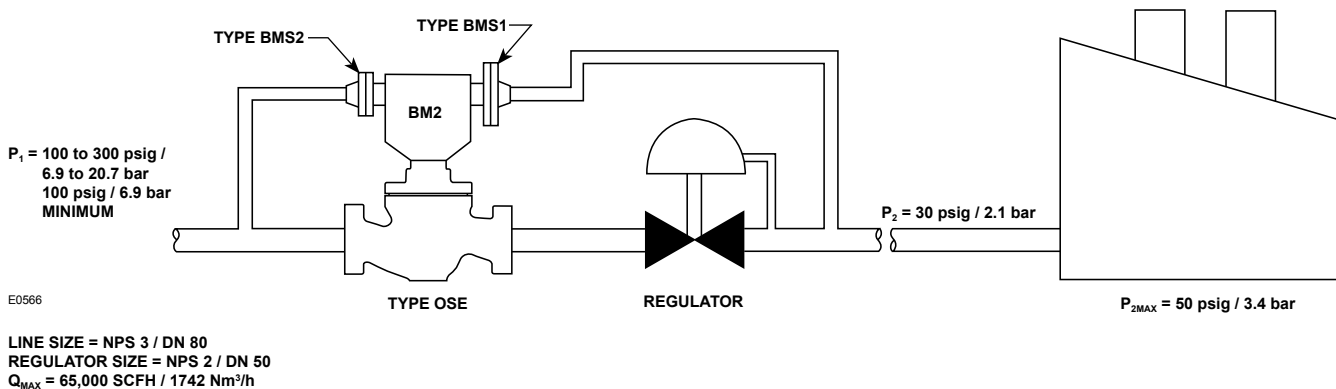 TYPE BMS2
TYPE BMS1
BM2
P₁ = 100 to 300 psig /
6.9 to 20.7 bar
100 psig / 6.9 bar
MINIMUM
P₂ = 30 psig / 2.1 bar
E0566
TYPE OSE
REGULATOR
P₂MAX = 50 psig / 3.4 bar
LINE SIZE = NPS 3 / DN 80
REGULATOR SIZE = NPS 2 / DN 50
QMAX = 65,000 SCFH / 1742 Nm³/h